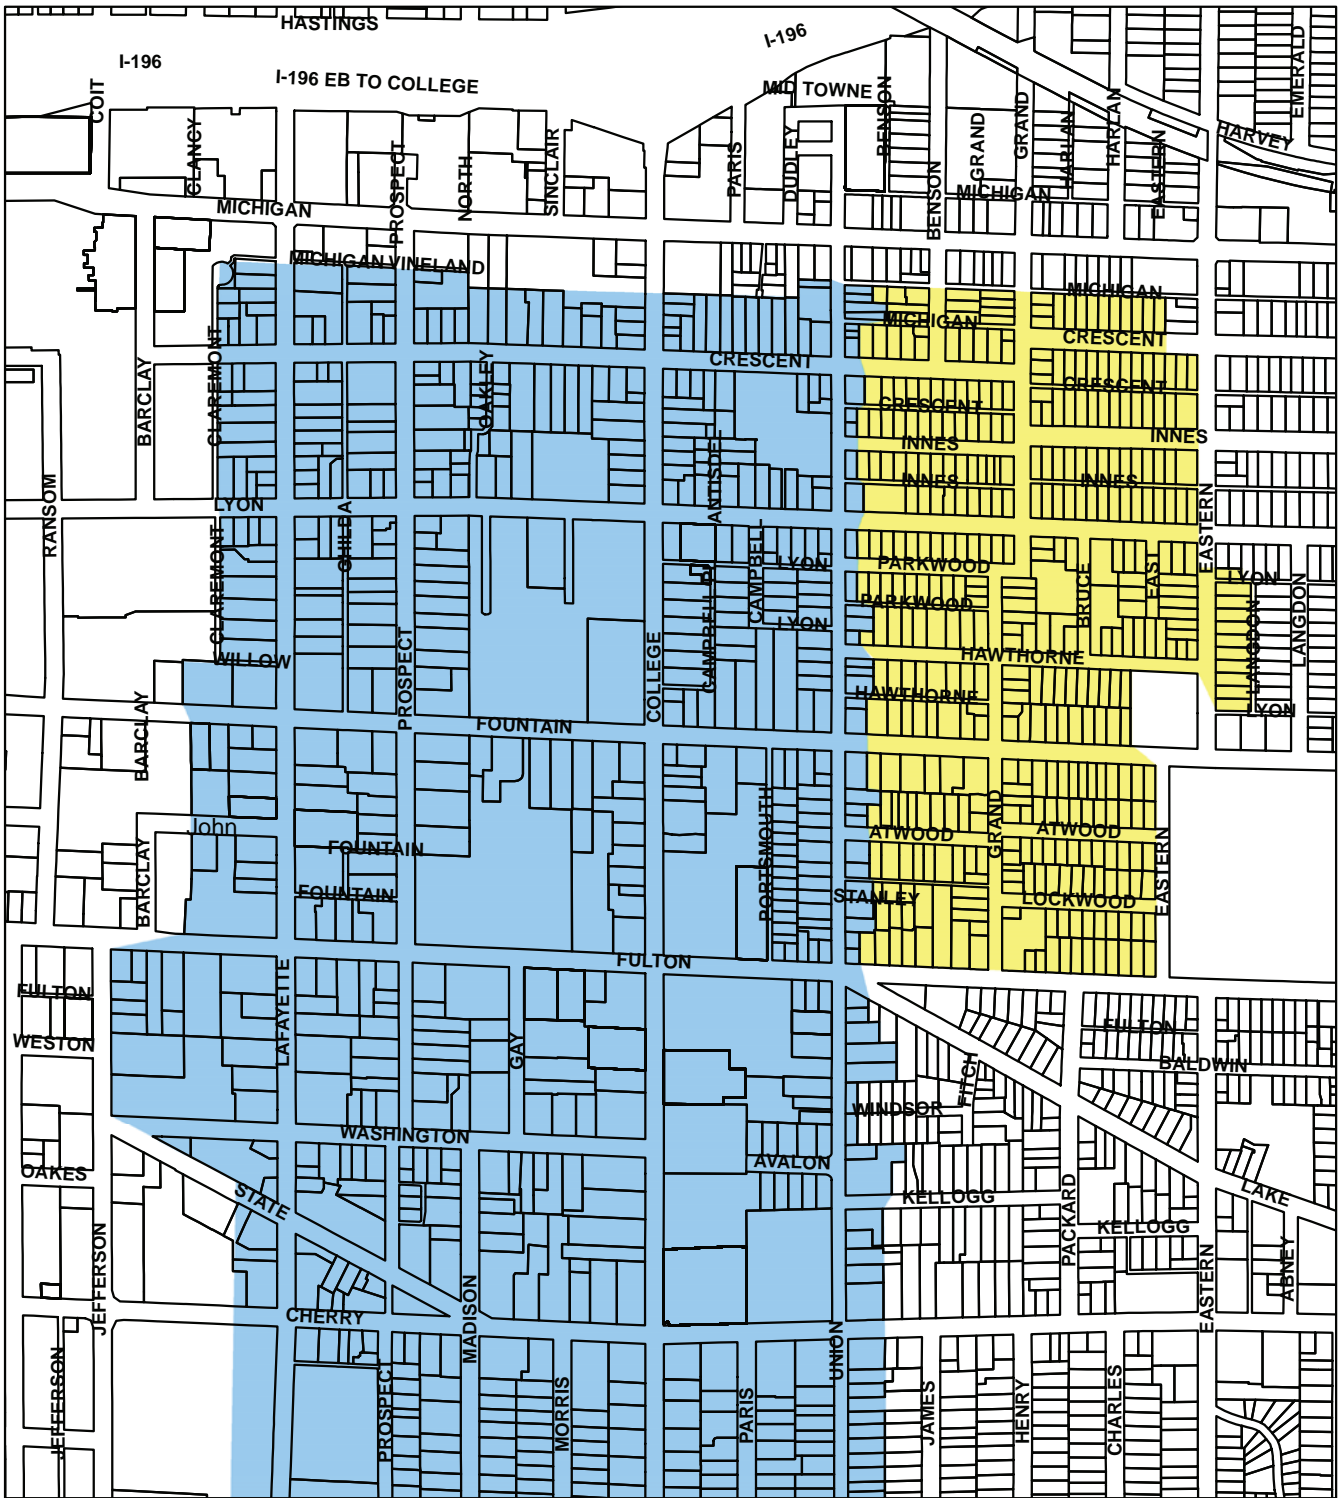 HASTINGS
I-196
I-196
I-196 EB TO COLLEGE
MID TOWNE
COIT
CLANCY
PROSPECT
NORTH
SINCLAIR
PARIS
DUDLEY
BENSON
GRAND
GRAND
HARLAN
HARLAN
EASTERN
EMERALD
HARVEY
MICHIGAN
MICHIGAN
BENSON
MICHIGAN VINELAND
MICHIGAN
MICHIGAN
CRESCENT
CRESCENT
BARCLAY
CLAREMONT
OAKLEY
CRESCENT
CRESCENT
INNES
INNES
ANTISDEL
INNES
INNES
RANSOM
LYON
GHILDA
EASTERN
CLAREMONT
CAMPBELL
LYON
PARKWOOD
BRUCE
EAST
LYON
CAMPBELL PL
PARKWOOD
LANGDON
LANGDON
LYON
WILLOW
PROSPECT
COLLEGE
HAWTHORNE
HAWTHORNE
LYON
BARCLAY
FOUNTAIN
John
PORTSMOUTH
ATWOOD
GRAND
ATWOOD
FOUNTAIN
BARCLAY
FOUNTAIN
STANLEY
LOCKWOOD
EASTERN
FULTON
FULTON
LAFAYETTE
WESTON
GAY
FULTON
BALDWIN
FITCH
WINDSOR
WASHINGTON
OAKES
AVALON
STATE
KELLOGG
PACKARD
LAKE
KELLOGG
JEFFERSON
ABNEY
EASTERN
CHERRY
MADISON
UNION
JEFFERSON
PROSPEC
MORRIS
PARIS
JAMES
HENRY
CHARLES